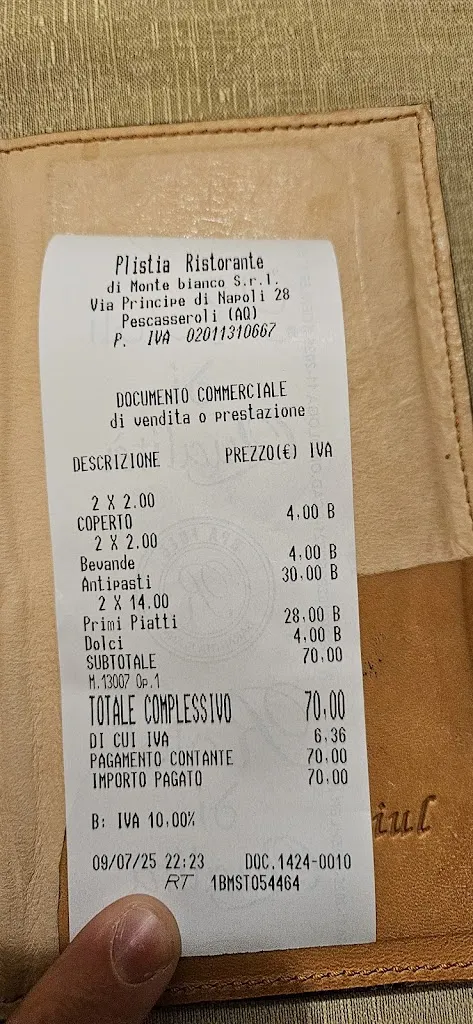 Plistia Ristorante
di Monte bianco S.r.l.
Via Principe di Napoli 28
Pescasseroli (AQ)
P. IVA 02011310667
DOCUMENTO COMMERCIALE
di vendita o prestazione
DESCRIZIONE PREZZO(€) IVA
2 X 2.00
COPERTO 4,00 B
2 X 2.00
Bevande 4,00 B
Antipasti 30,00 B
2 X 14.00
Primi Piatti 28,00 B
Dolci 4,00 B
SUBTOTALE 70,00
M.13007 Op.1
TOTALE COMPLESSIVO 70,00
DI CUI IVA 6,36
PAGAMENTO CONTANTE 70,00
IMPORTO PAGATO 70,00
B: IVA 10,00%
09/07/25 22:23 DOC.1424-0010
RT 1BMST054464
iul